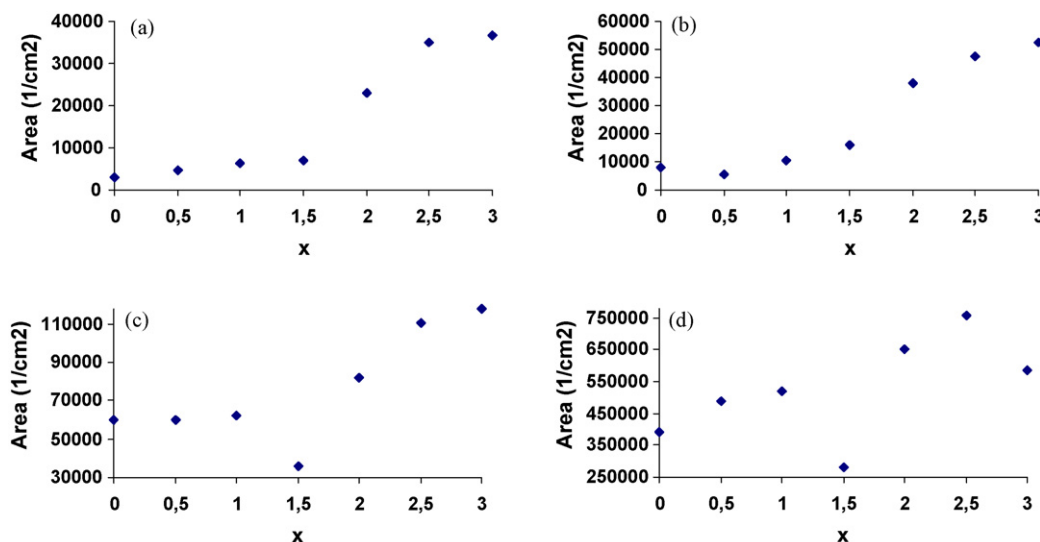 (a)
Area (1/cm2)
40000
30000
20000
10000
0
0 0,5 1 1,5 2 2,5 3
x
(b)
Area (1/cm2)
60000
50000
40000
30000
20000
10000
0
0 0,5 1 1,5 2 2,5 3
x
(c)
Area (1/cm2)
110000
90000
70000
50000
30000
0 0,5 1 1,5 2 2,5 3
x
(d)
Area (1/cm2)
750000
650000
550000
450000
350000
250000
0 0,5 1 1,5 2 2,5 3
x